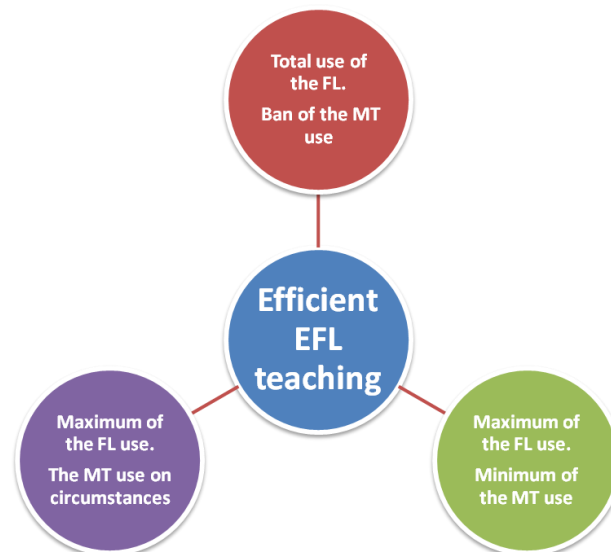 Total use of
the FL.
Ban of the MT
use
Efficient
EFL
teaching
Maximum of
the FL use.
The MT use on
circumstances
Maximum of
the FL use.
Minimum of
the MT use